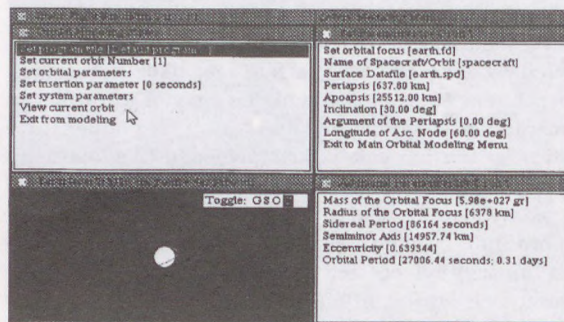 Set program file [Default program
Set current orbit Number [1]
Set orbital parameters
Set insertion parameter [0 seconds]
Set system parameters
View current orbit
Exit from modeling
Set orbital focus [earth.fd]
Name of Spacecraft/Orbit [spacecraft]
Surface Datafile [earth.spd]
Periapsis [637.00 km]
Apoapsis [25512.00 km]
Inclination [30.00 deg]
Argument of the Periapsis [0.00 deg]
Longitude of Asc. Node [60.00 deg]
Exit to Main Orbital Modeling Menu
Toggle: G S O
Mass of the Orbital Focus [5.98e+027 gr]
Radius of the Orbital Focus [6378 km]
Sidereal Period [86164 seconds]
Semiminor Axis [14957.74 km]
Eccentricity [0.639344]
Orbital Period [27006.44 seconds; 0.31 days]